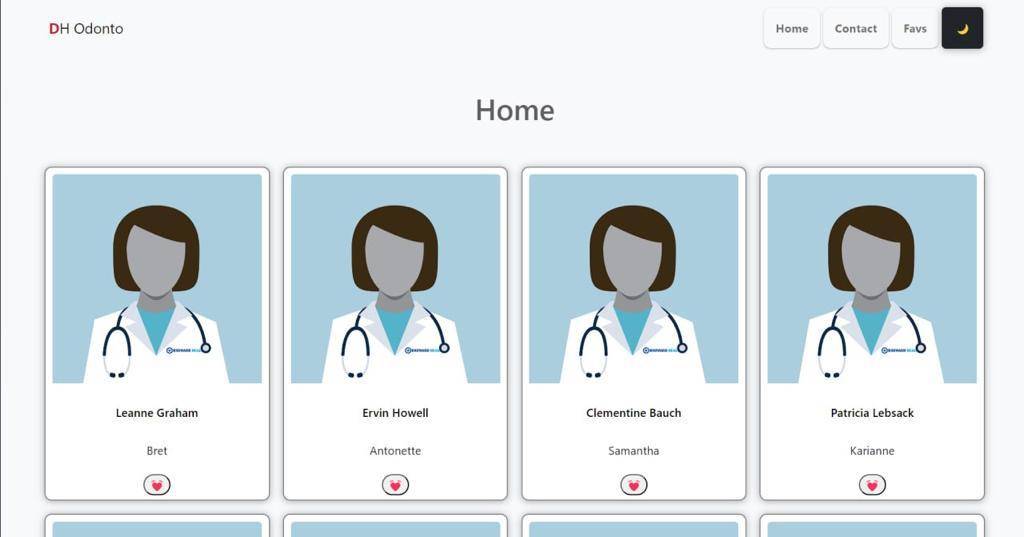 DH Odonto
Home
Contact
Favs
Home
Leanne Graham
Ervin Howell
Clementine Bauch
Patricia Lebsack
Bret
Antonette
Samantha
Karianne